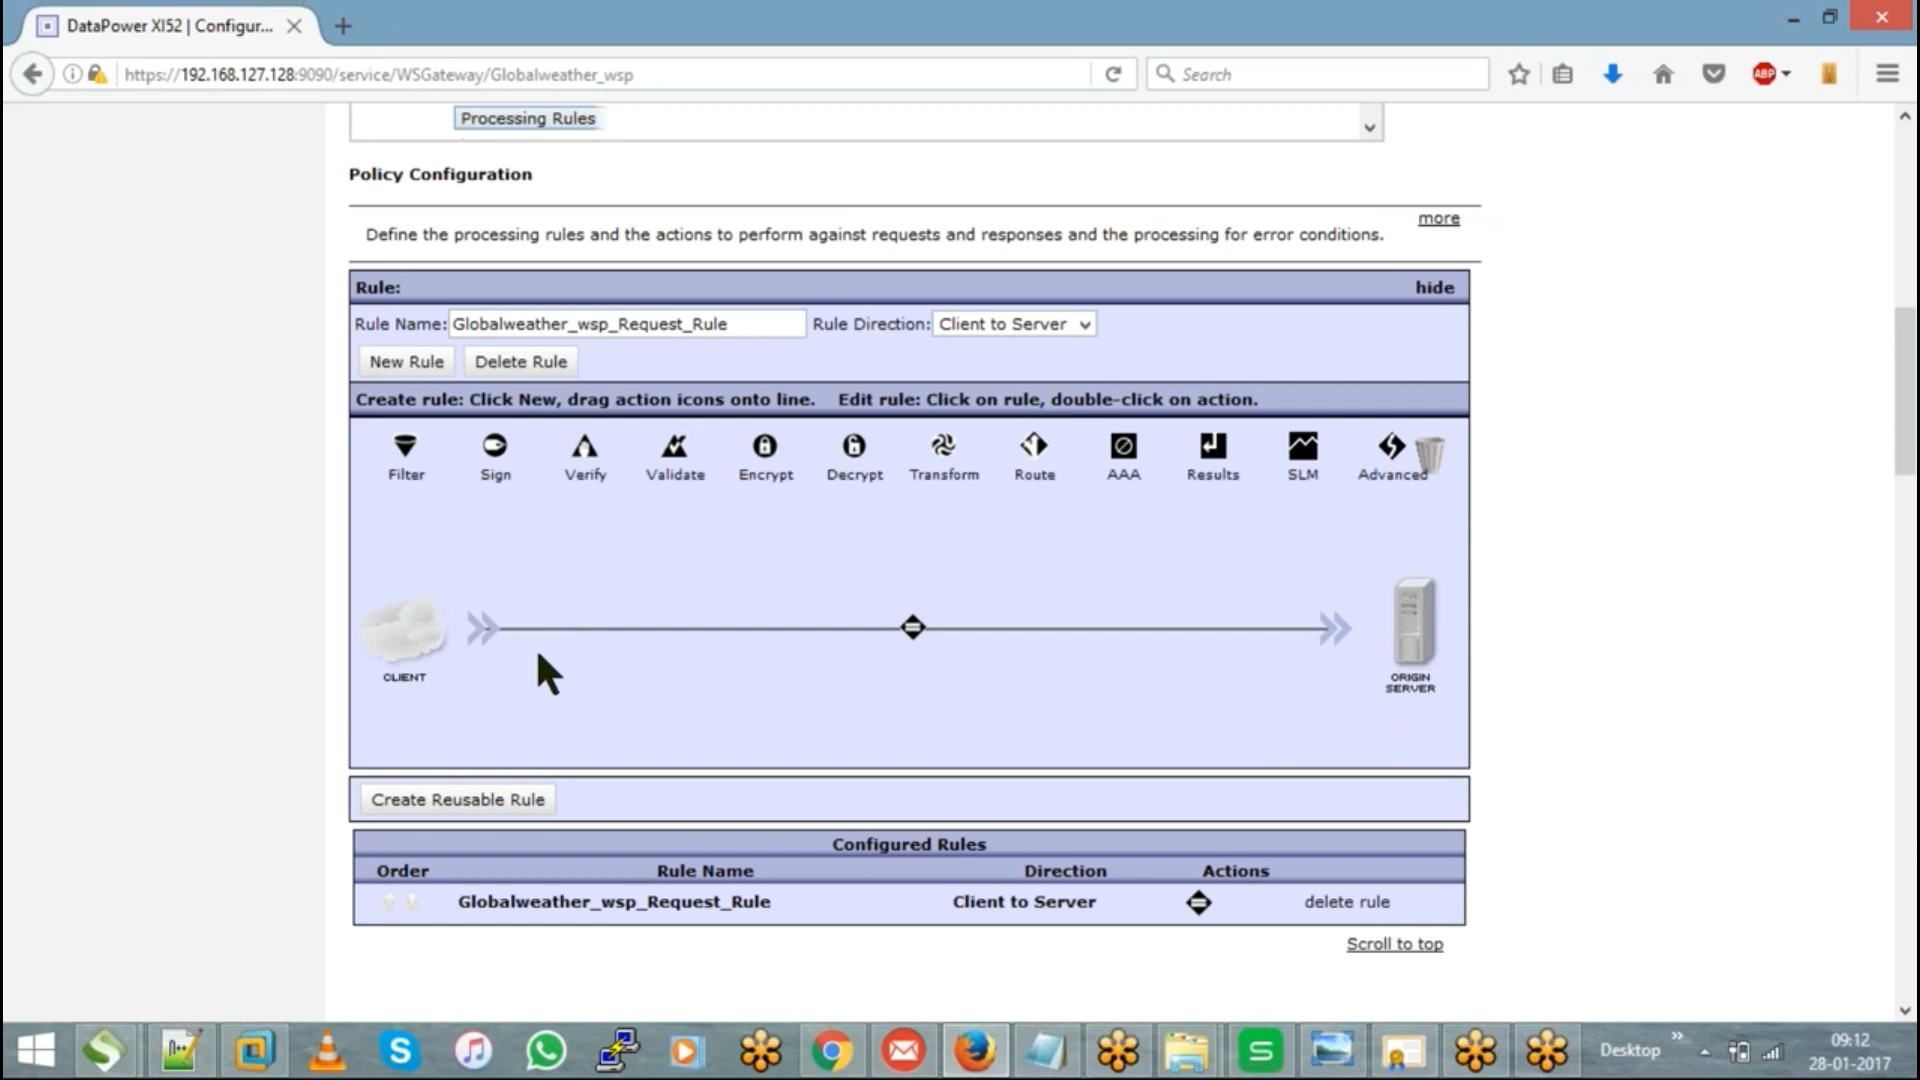 DataPower XI52 | Configur...
https://192.168.127.128:9090/service/WSGateway/Globalweather_wsp
Search
ABP
Processing Rules
Policy Configuration
more
Define the processing rules and the actions to perform against requests and responses and the processing for error conditions.
Rule:
hide
Rule Name: Globalweather_wsp_Request_Rule Rule Direction: Client to Server
New Rule Delete Rule
Create rule: Click New, drag action icons onto line. Edit rule: Click on rule, double-click on action.
Filter Sign Verify Validate Encrypt Decrypt Transform Route AAA Results SLM Advanced
CLIENT
ORIGIN
SERVER
Create Reusable Rule
Configured Rules
Order Rule Name Direction Actions
Globalweather_wsp_Request_Rule Client to Server delete rule
Scroll to top
Desktop
09:12
28-01-2017